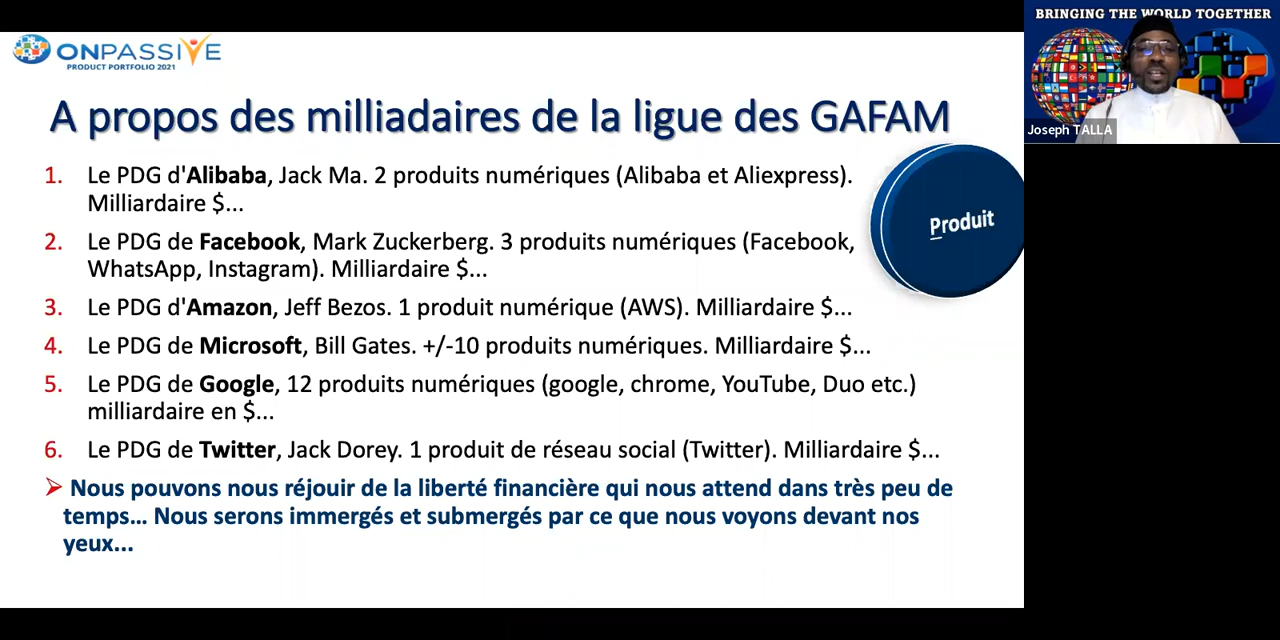 ONPASSIVE
PRODUCT PORTFOLIO 2021
BRINGING THE WORLD TOGETHER
Joseph TALLA
A propos des milliadaires de la ligue des GAFAM
1. Le PDG d'Alibaba, Jack Ma. 2 produits numériques (Alibaba et Aliexpress).
Milliardaire $...
2. Le PDG de Facebook, Mark Zuckerberg. 3 produits numériques (Facebook,
WhatsApp, Instagram). Milliardaire $...
3. Le PDG d'Amazon, Jeff Bezos. 1 produit numérique (AWS). Milliardaire $...
4. Le PDG de Microsoft, Bill Gates. +/-10 produits numériques. Milliardaire $...
5. Le PDG de Google, 12 produits numériques (google, chrome, YouTube, Duo etc.)
milliardaire en $...
6. Le PDG de Twitter, Jack Dorey. 1 produit de réseau social (Twitter). Milliardaire $...
Nous pouvons nous réjouir de la liberté financière qui nous attend dans très peu de
temps... Nous serons immergés et submergés par ce que nous voyons devant nos
yeux...
Produit